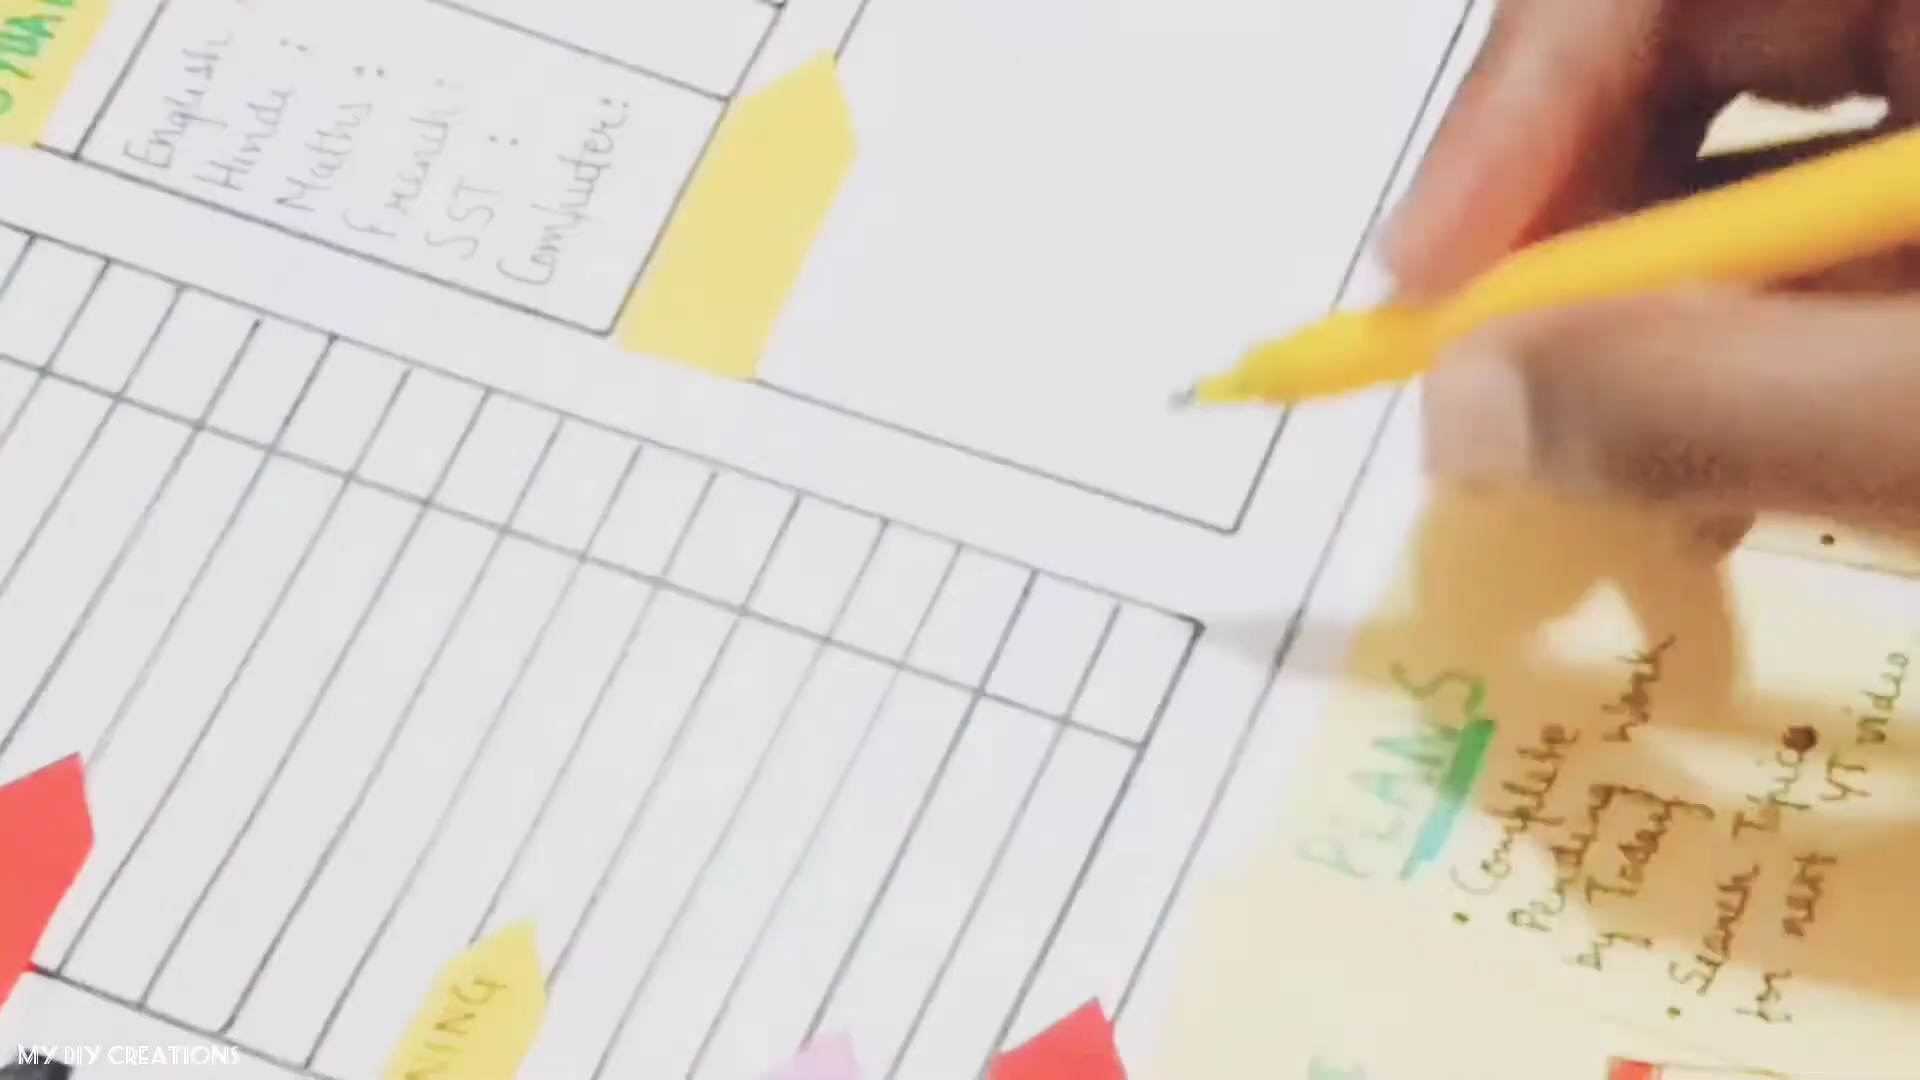 English
Hindi :
Maths :
French :
SST :
Computer:
PLANS
• Complete
Pending Work
by Today
• Search Topic
for next YT video
NING
MY DIY CREATIONS